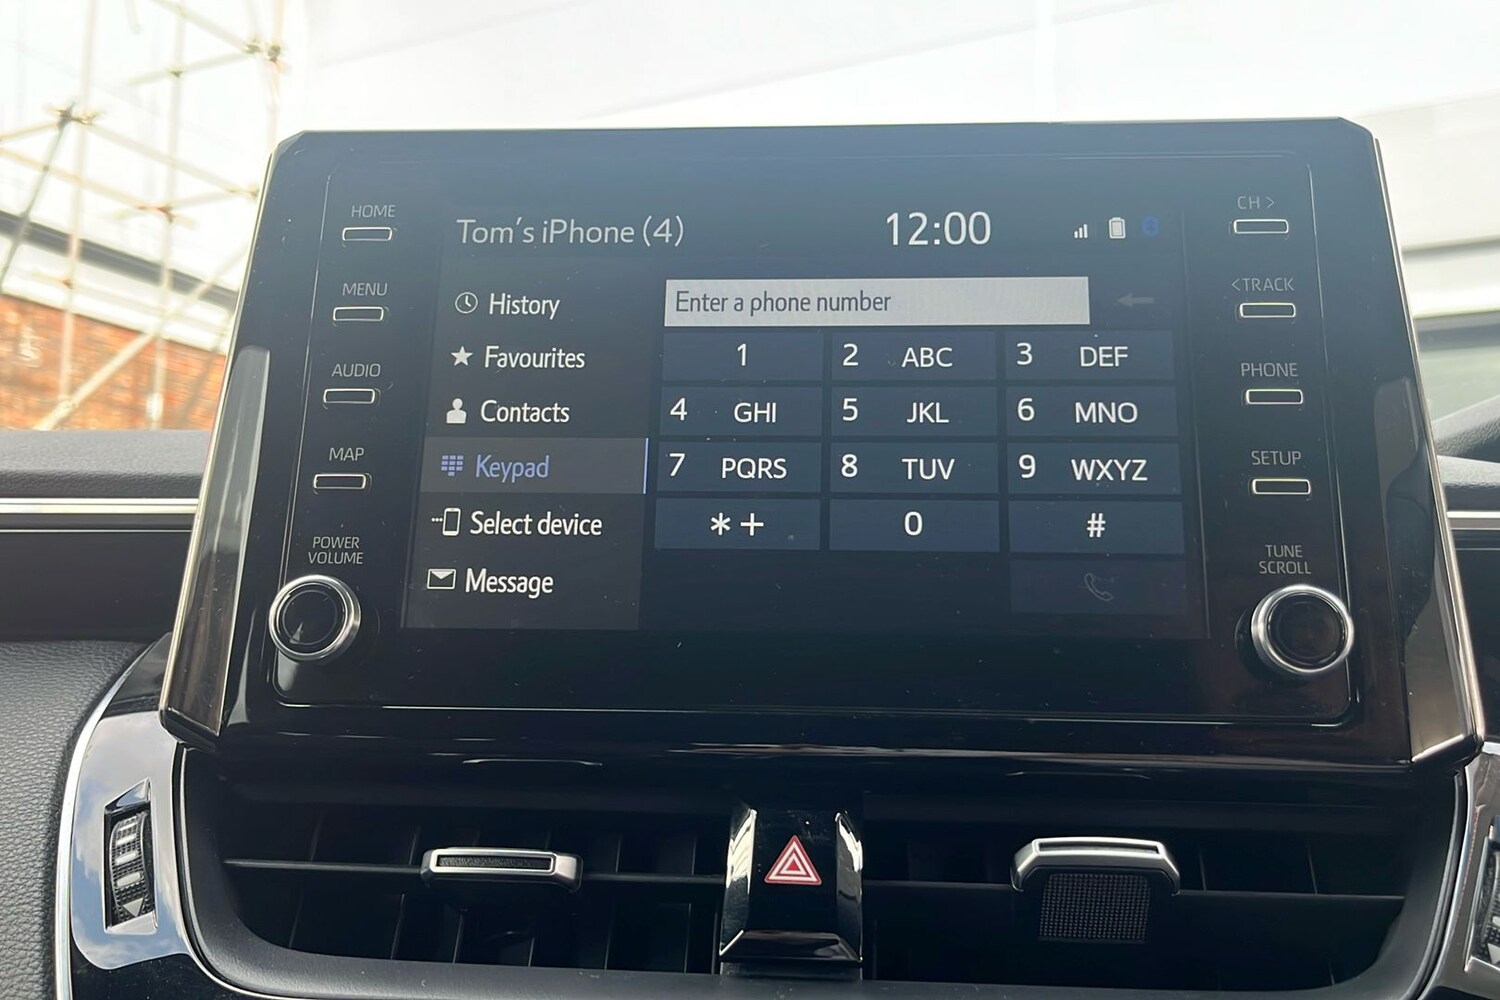 HOME
MENU
AUDIO
MAP
POWER
VOLUME
Tom's iPhone (4)
12:00
History
Favourites
Contacts
Keypad
Select device
Message
Enter a phone number
1
2 ABC
3 DEF
4 GHI
5 JKL
6 MNO
7 PQRS
8 TUV
9 WXYZ
*+
0
#
CH >
<TRACK
PHONE
SETUP
TUNE
SCROLL